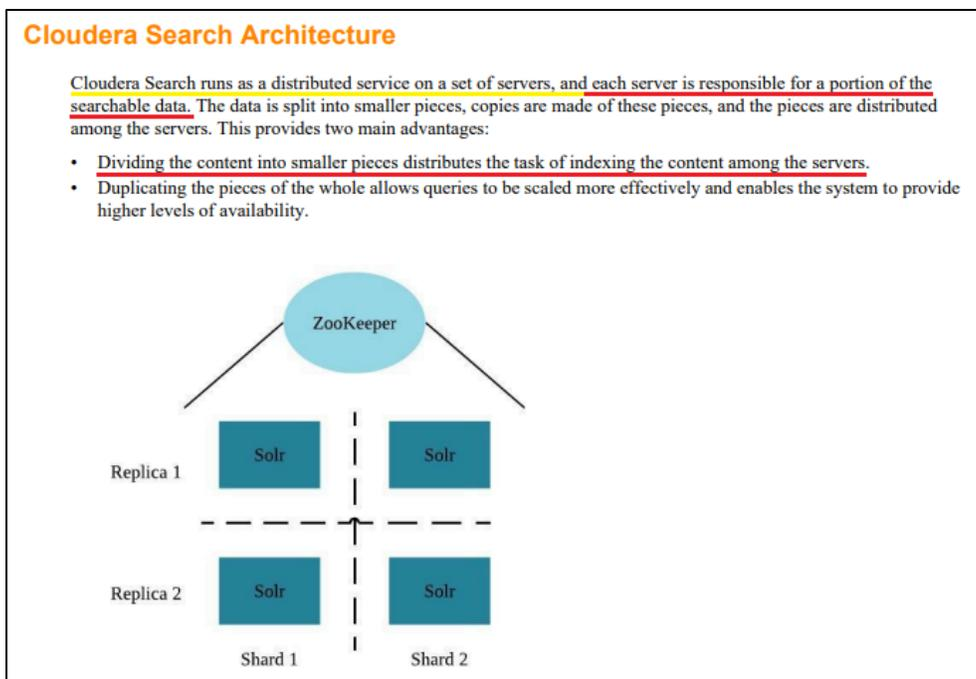 Cloudera Search Architecture
Cloudera Search runs as a distributed service on a set of servers, and each server is responsible for a portion of the
searchable data. The data is split into smaller pieces, copies are made of these pieces, and the pieces are distributed
among the servers. This provides two main advantages:
• Dividing the content into smaller pieces distributes the task of indexing the content among the servers.
• Duplicating the pieces of the whole allows queries to be scaled more effectively and enables the system to provide
higher levels of availability.
ZooKeeper
Replica 1 Solr Solr
Replica 2 Solr Solr
Shard 1 Shard 2